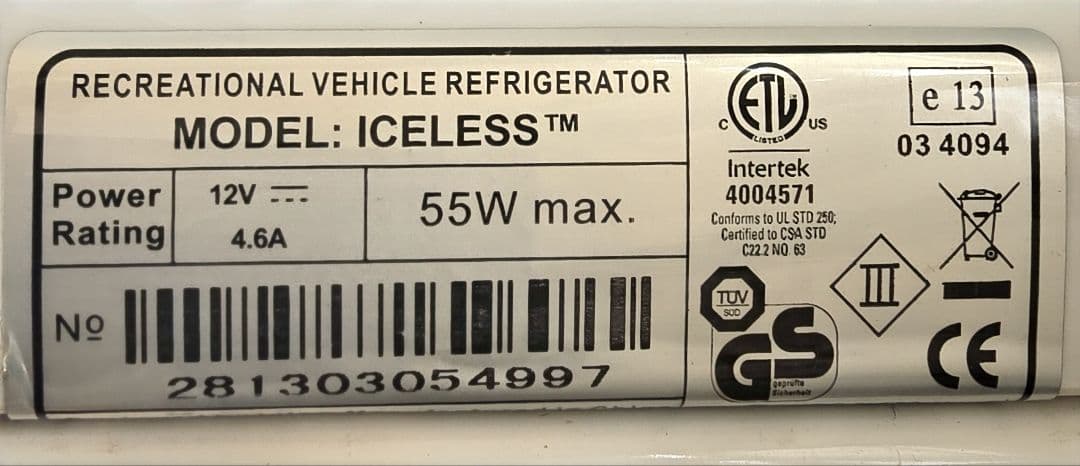 RECREATIONAL VEHICLE REFRIGERATOR
MODEL: ICELESS™
Power
Rating
12V
4.6A
55W max.
Nº
281303054997
C ETL US
LISTED
Intertek
4004571
Conforms to UL STD 250;
Certified to CSA STD
C22.2 NO. 63
e 13
03 4094
III
TÜV
SÜD
GS
geprüfte
Sicherheit
CE